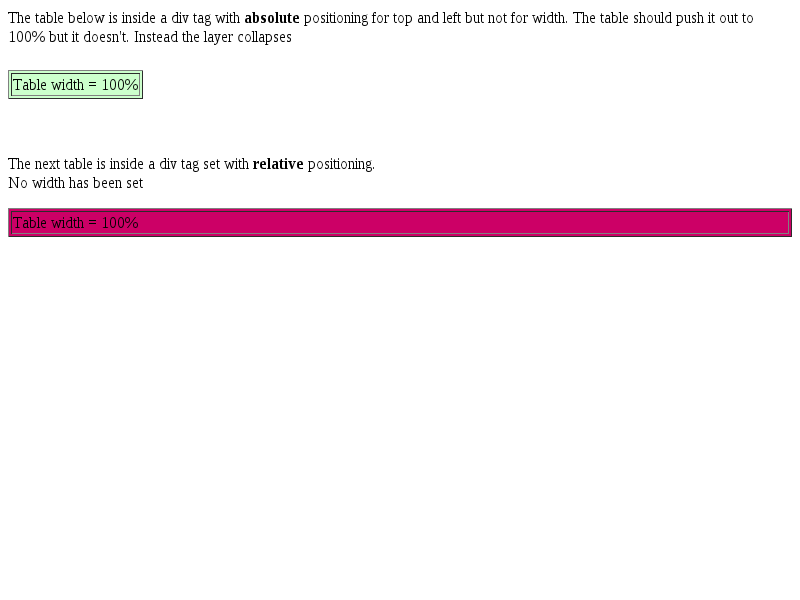 The table below is inside a div tag with absolute positioning for top and left but not for width. The table should push it out to
100% but it doesn't. Instead the layer collapses
Table width = 100%
The next table is inside a div tag set with relative positioning.
No width has been set
Table width = 100%